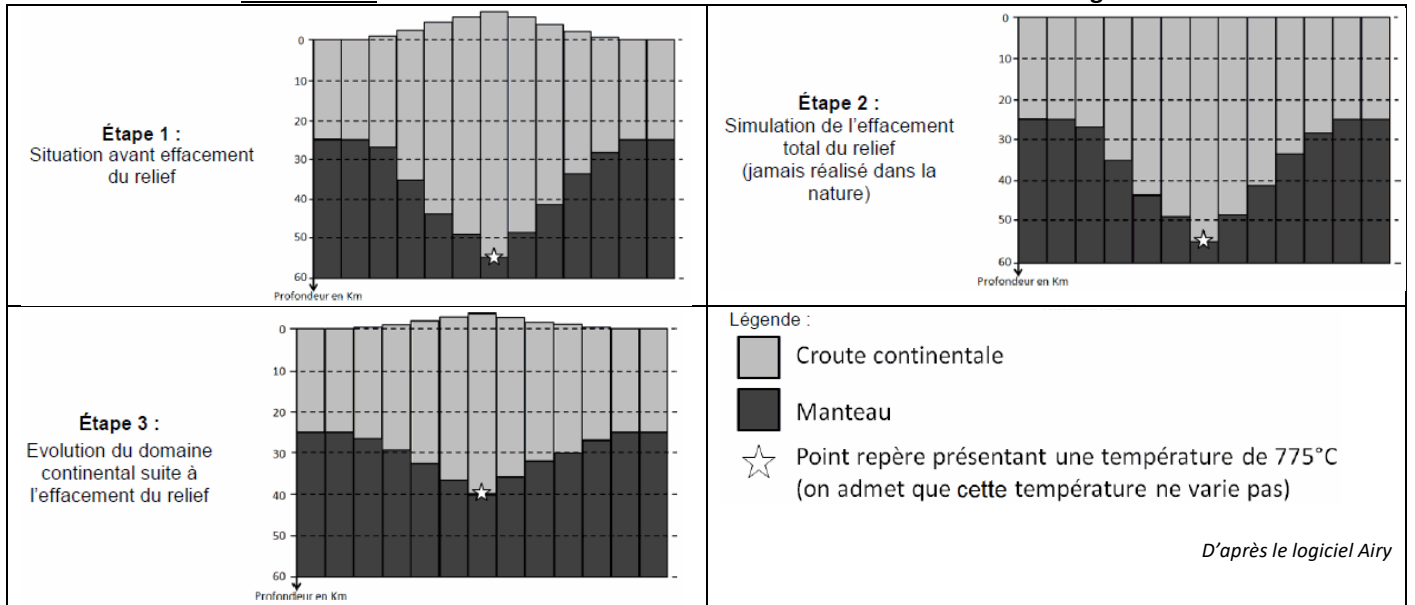 Étape 1 :
Situation avant effacement
du relief
0
10
20
30
40
50
60
Profondeur en Km
Étape 2 :
Simulation de l'effacement
total du relief
(jamais réalisé dans la
nature)
0
10
20
30
40
50
60
Profondeur en Km
Étape 3 :
Evolution du domaine
continental suite à
l'effacement du relief
0
10
20
30
40
50
60
Profondeur en Km
Légende :
Croute continentale
Manteau
Point repère présentant une température de 775°C
(on admet que cette température ne varie pas)
D'après le logiciel Airy